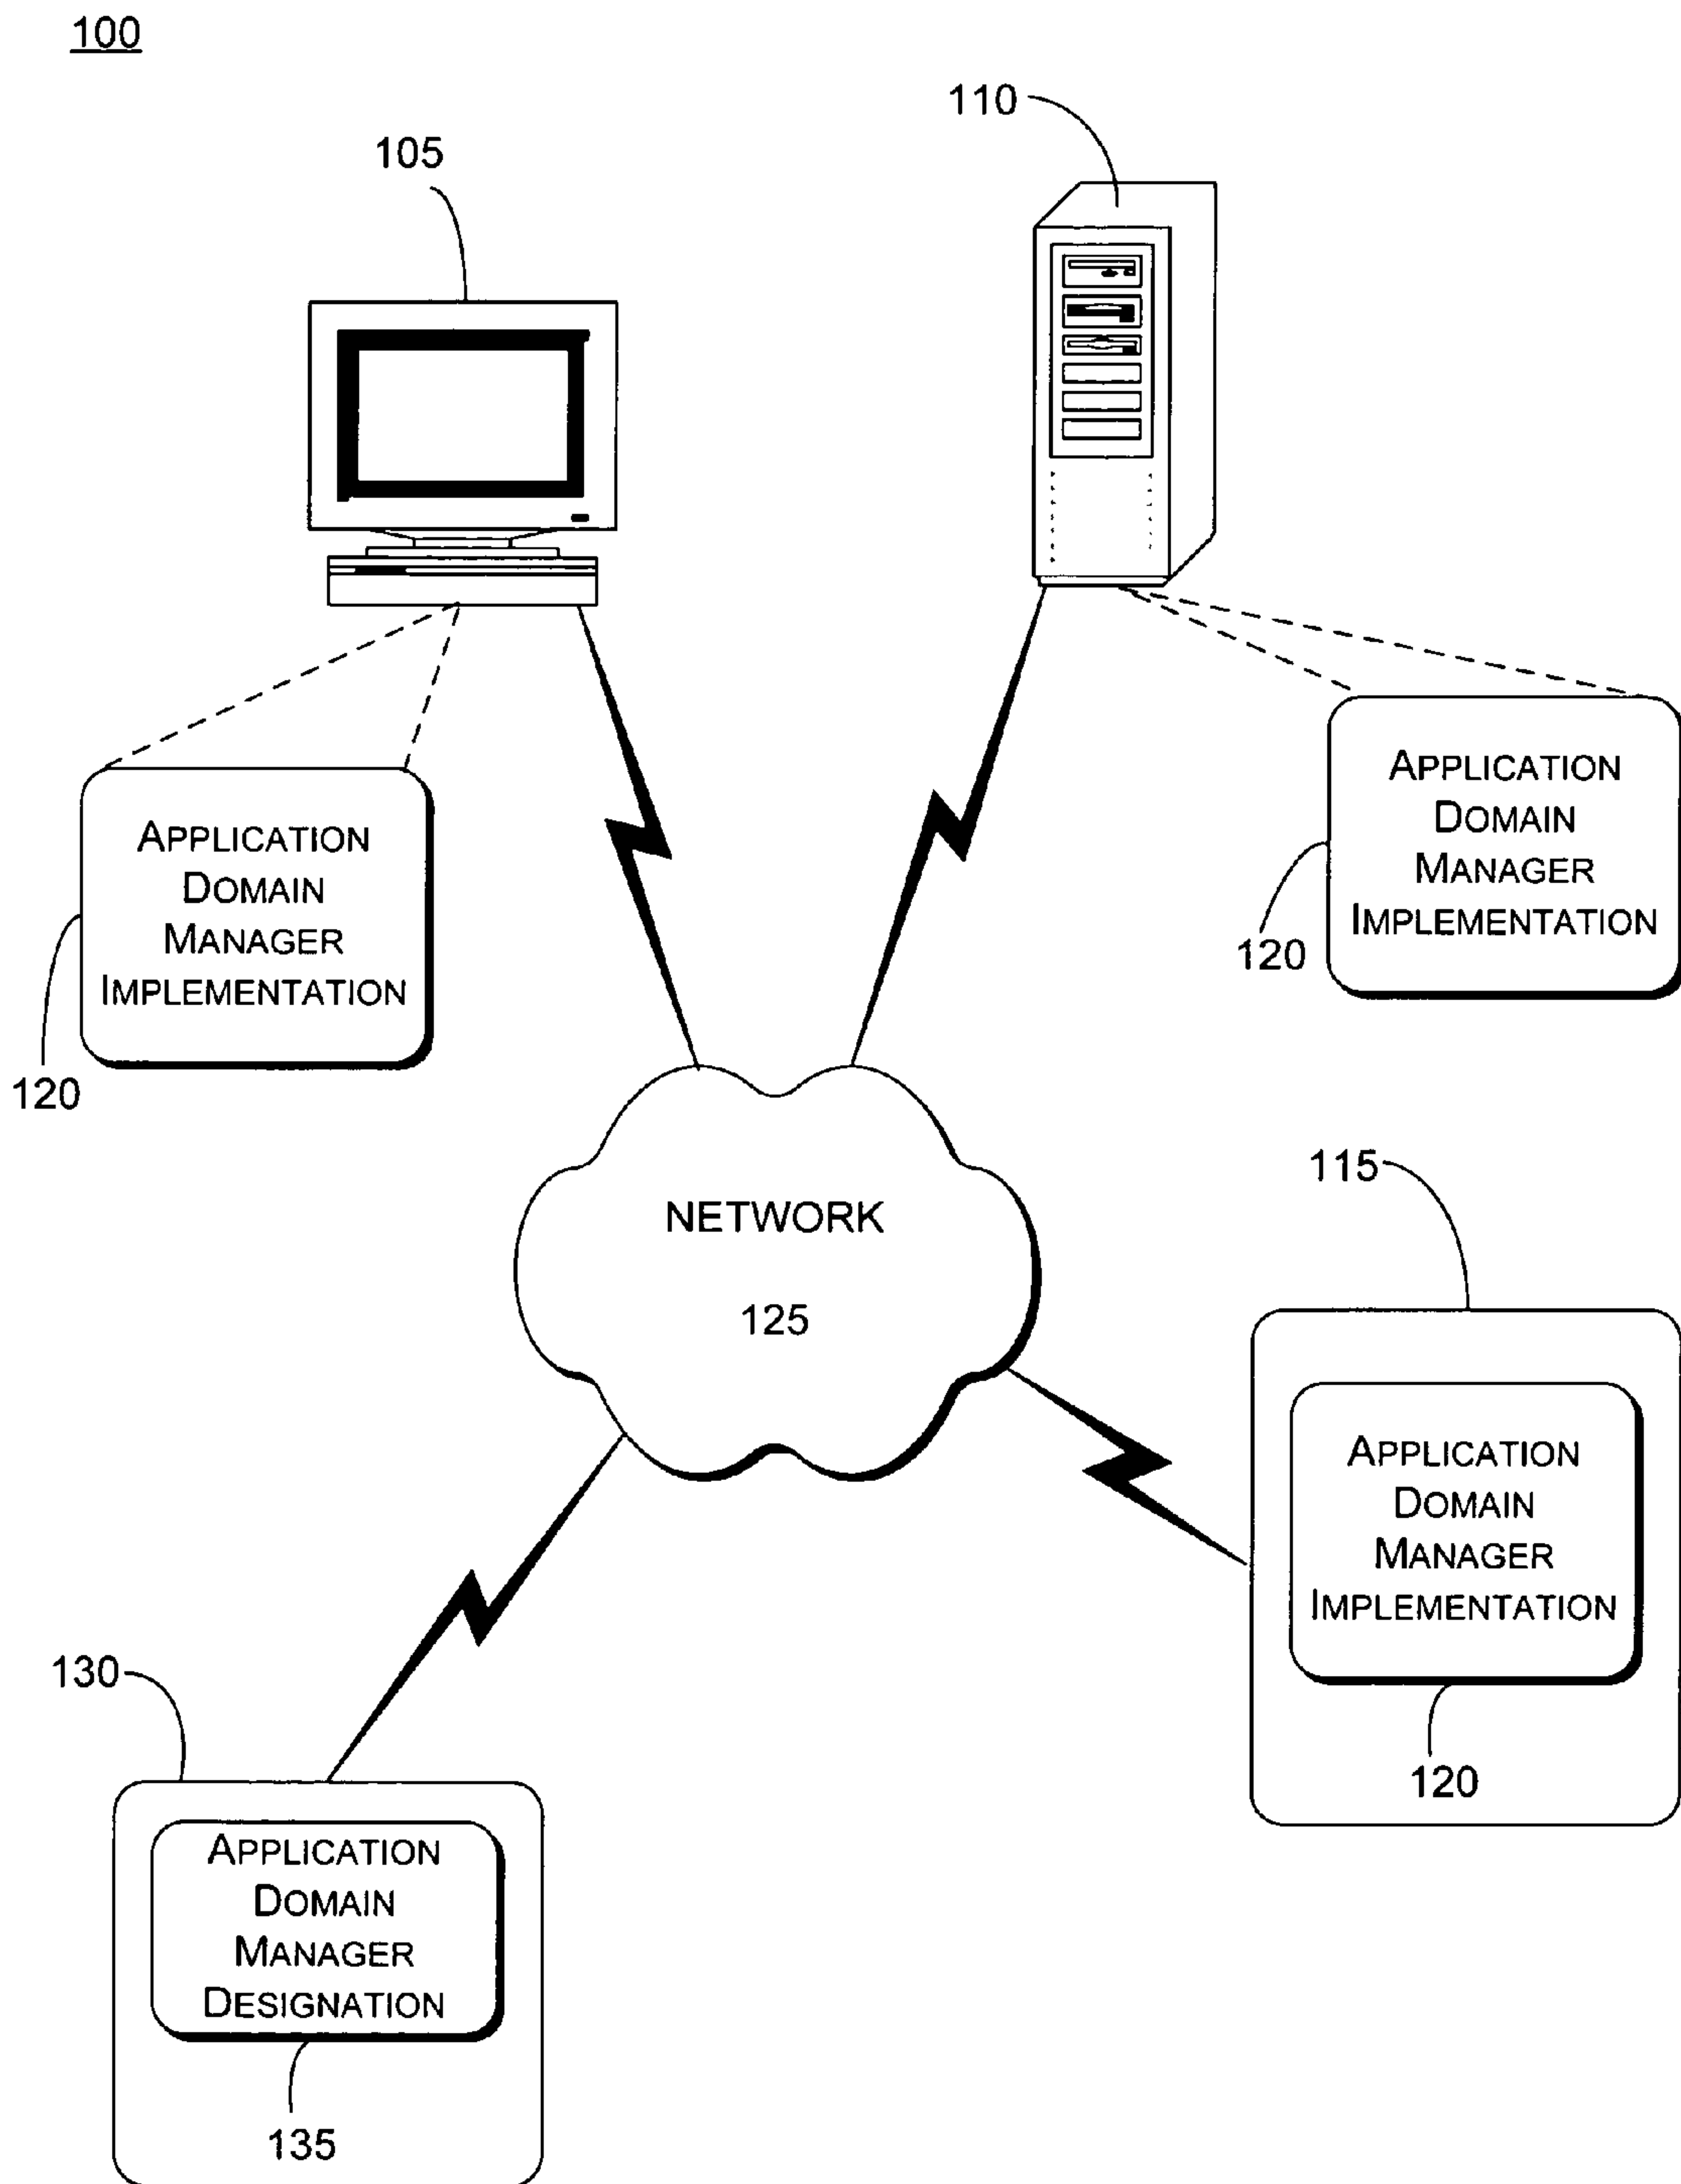 100
110
105
APPLICATION
DOMAIN
MANAGER
IMPLEMENTATION
120
APPLICATION
DOMAIN
MANAGER
IMPLEMENTATION
120
NETWORK
125
115
APPLICATION
DOMAIN
MANAGER
IMPLEMENTATION
120
130
APPLICATION
DOMAIN
MANAGER
DESIGNATION
135